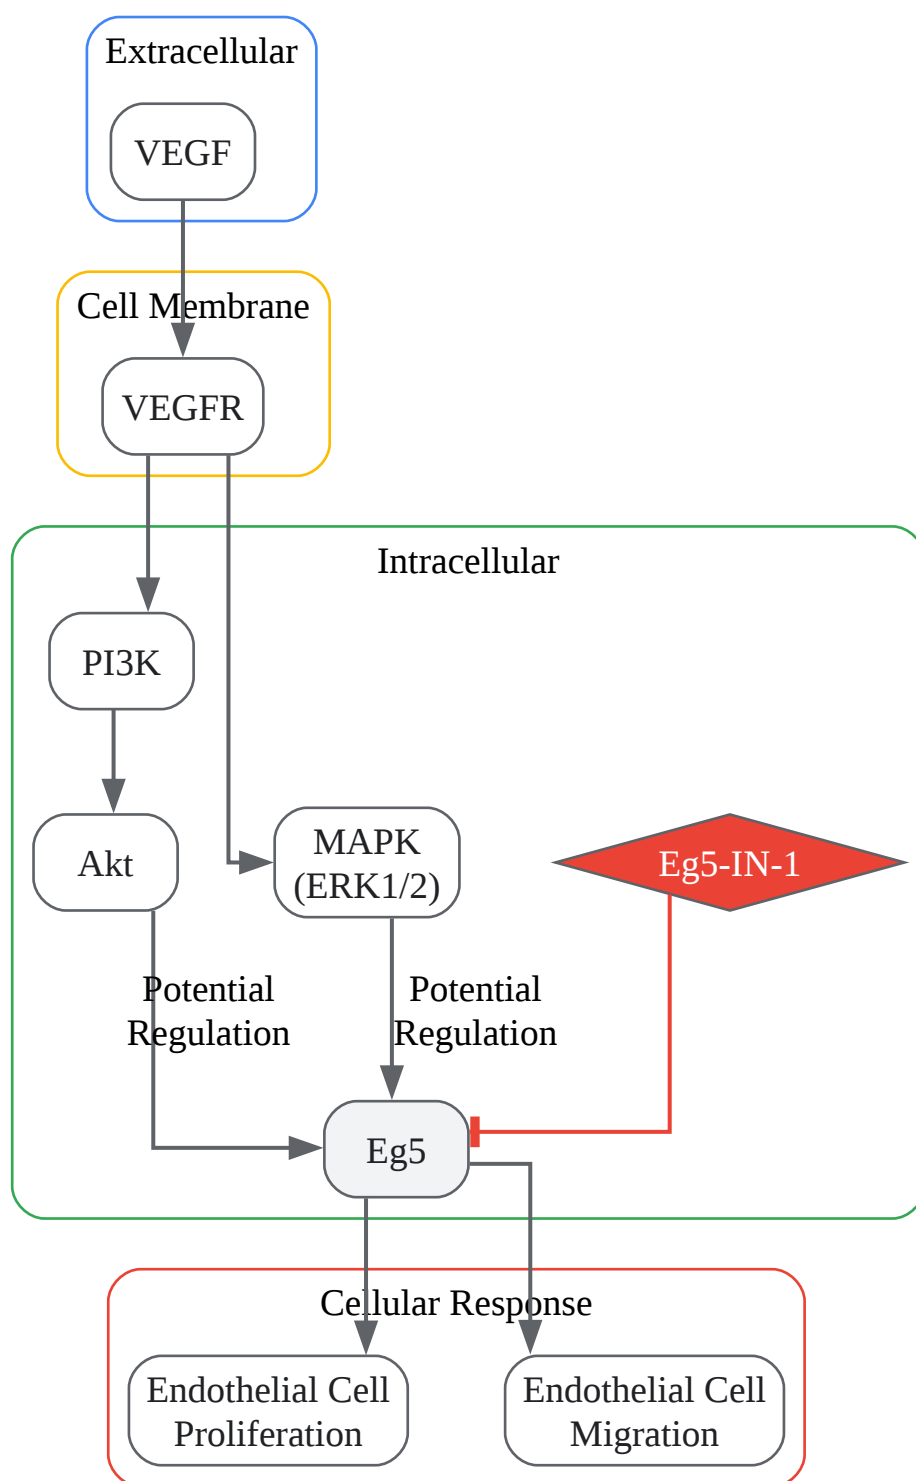 Extracellular
VEGF
Cell Membrane
VEGFR
Intracellular
PI3K
Akt
MAPK
(ERK1/2)
Eg5-IN-1
Potential
Regulation
Potential
Regulation
Eg5
Cellular Response
Endothelial Cell
Proliferation
Endothelial Cell
Migration